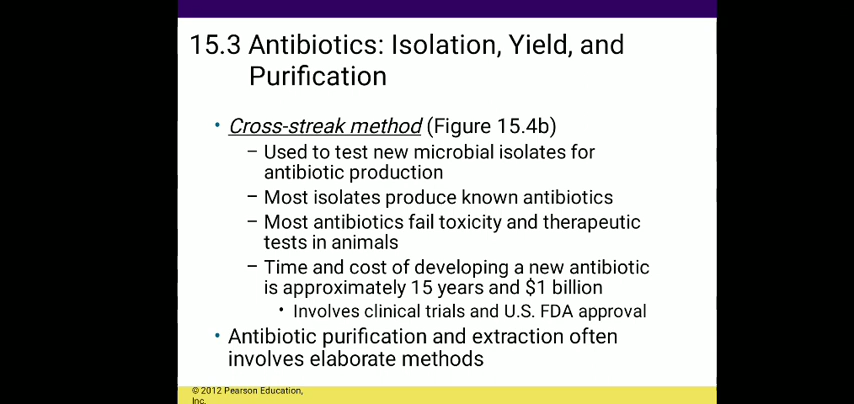 15.3 Antibiotics: Isolation, Yield, and
Purification
• Cross-streak method (Figure 15.4b)
– Used to test new microbial isolates for
antibiotic production
– Most isolates produce known antibiotics
– Most antibiotics fail toxicity and therapeutic
tests in animals
– Time and cost of developing a new antibiotic
is approximately 15 years and $1 billion
• Involves clinical trials and U.S. FDA approval
• Antibiotic purification and extraction often
involves elaborate methods
© 2012 Pearson Education,
Inc.